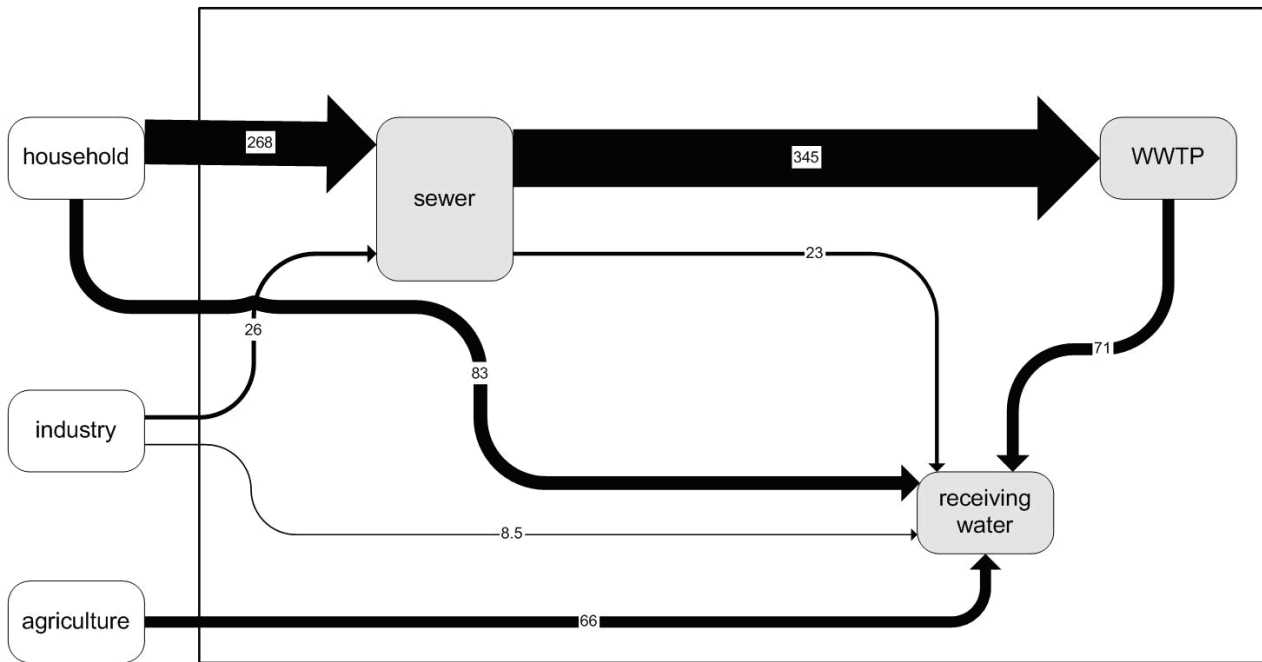 household
268
sewer
345
WWTP
23
26
71
83
industry
receiving
water
8.5
agriculture
66